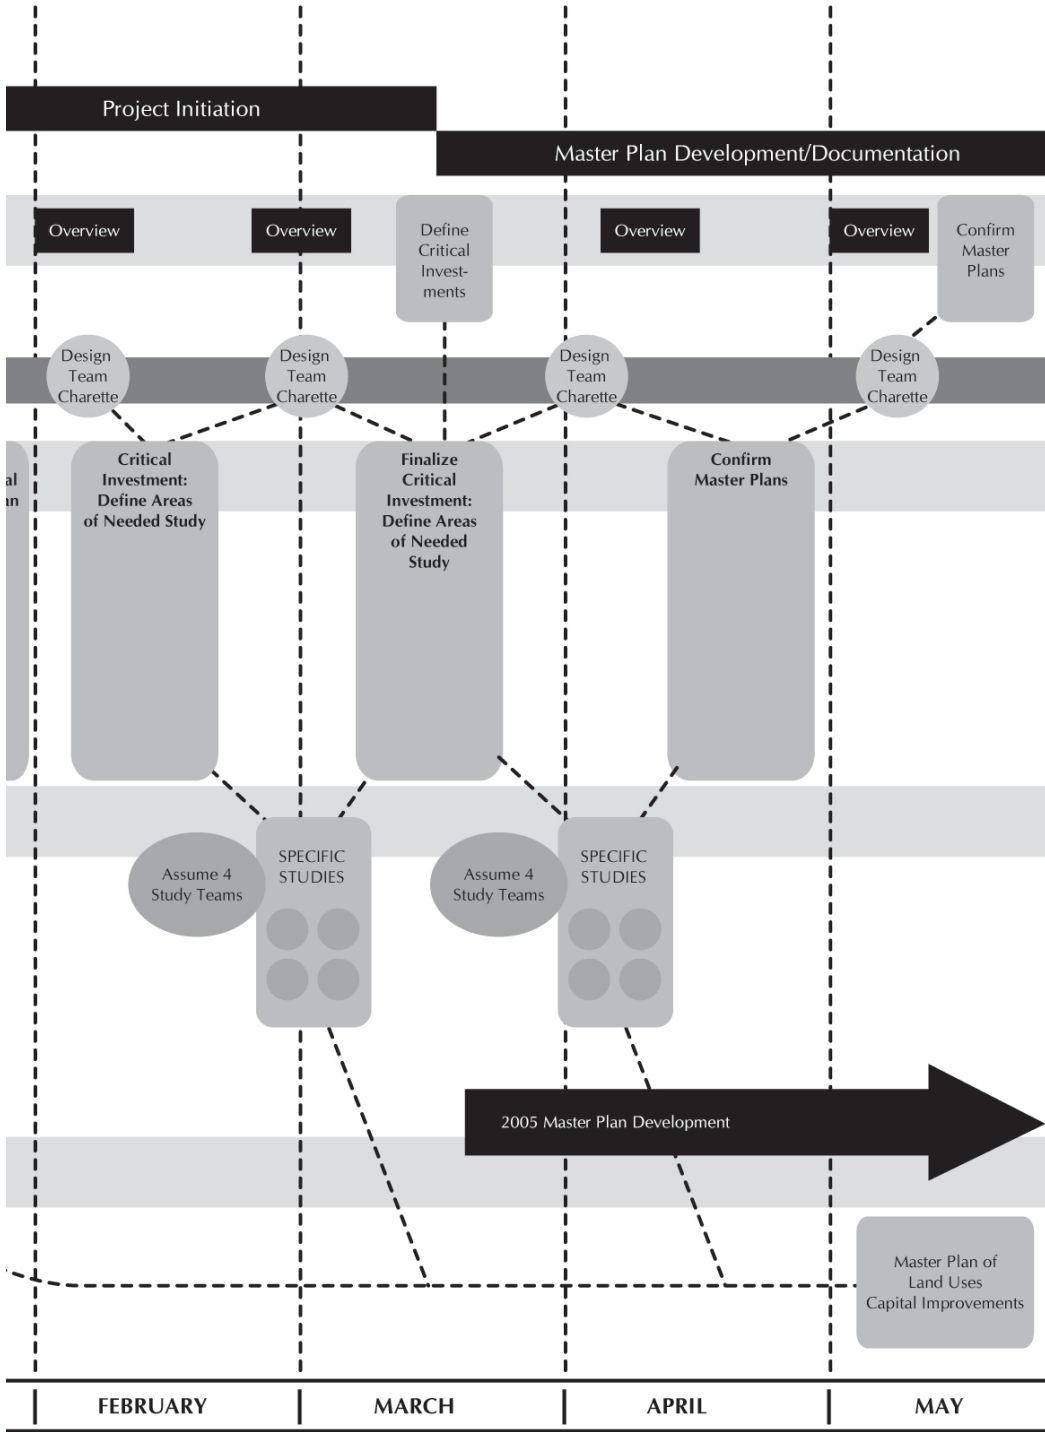 Project Initiation
Master Plan Development/Documentation
Overview
Overview
Define
Critical
Invest-
ments
Overview
Overview
Confirm
Master
Plans
Design
Team
Charette
Design
Team
Charette
Design
Team
Charette
Design
Team
Charette
al
an
Critical
Investment:
Define Areas
of Needed Study
Finalize
Critical
Investment:
Define Areas
of Needed
Study
Confirm
Master Plans
Assume 4
Study Teams
SPECIFIC
STUDIES
Assume 4
Study Teams
SPECIFIC
STUDIES
2005 Master Plan Development
Master Plan of
Land Uses
Capital Improvements
FEBRUARY
MARCH
APRIL
MAY